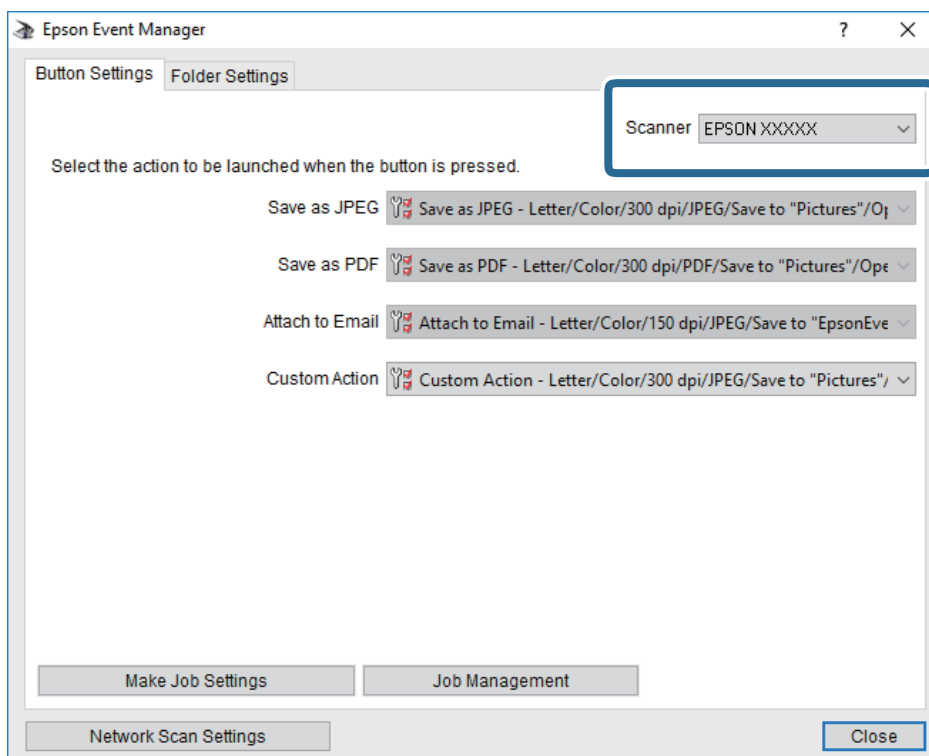 Epson Event Manager
Button Settings Folder Settings
Scanner EPSON XXXXX
Select the action to be launched when the button is pressed.
Save as JPEG Save as JPEG - Letter/Color/300 dpi/JPEG/Save to "Pictures"/Op
Save as PDF Save as PDF - Letter/Color/300 dpi/PDF/Save to "Pictures"/Ope
Attach to Email Attach to Email - Letter/Color/150 dpi/JPEG/Save to "EpsonEve
Custom Action Custom Action - Letter/Color/300 dpi/JPEG/Save to "Pictures"/
Make Job Settings Job Management
Network Scan Settings Close